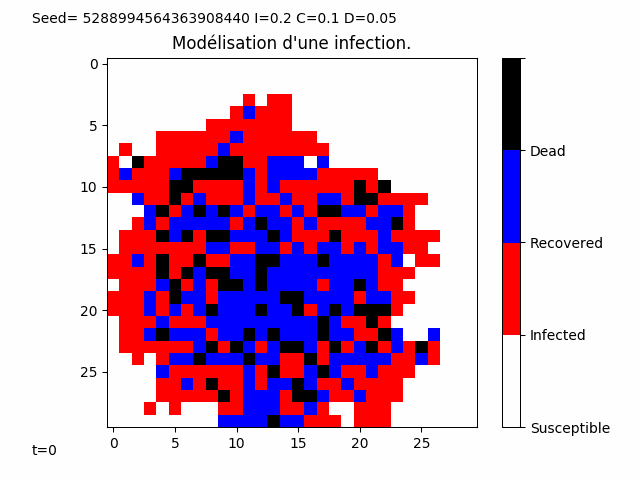 Seed= 5288994564363908440 I=0.2 C=0.1 D=0.05
Modélisation d'une infection.
0
5
10
15
20
25
0 5 10 15 20 25
Dead
Recovered
Infected
Susceptible
t=0